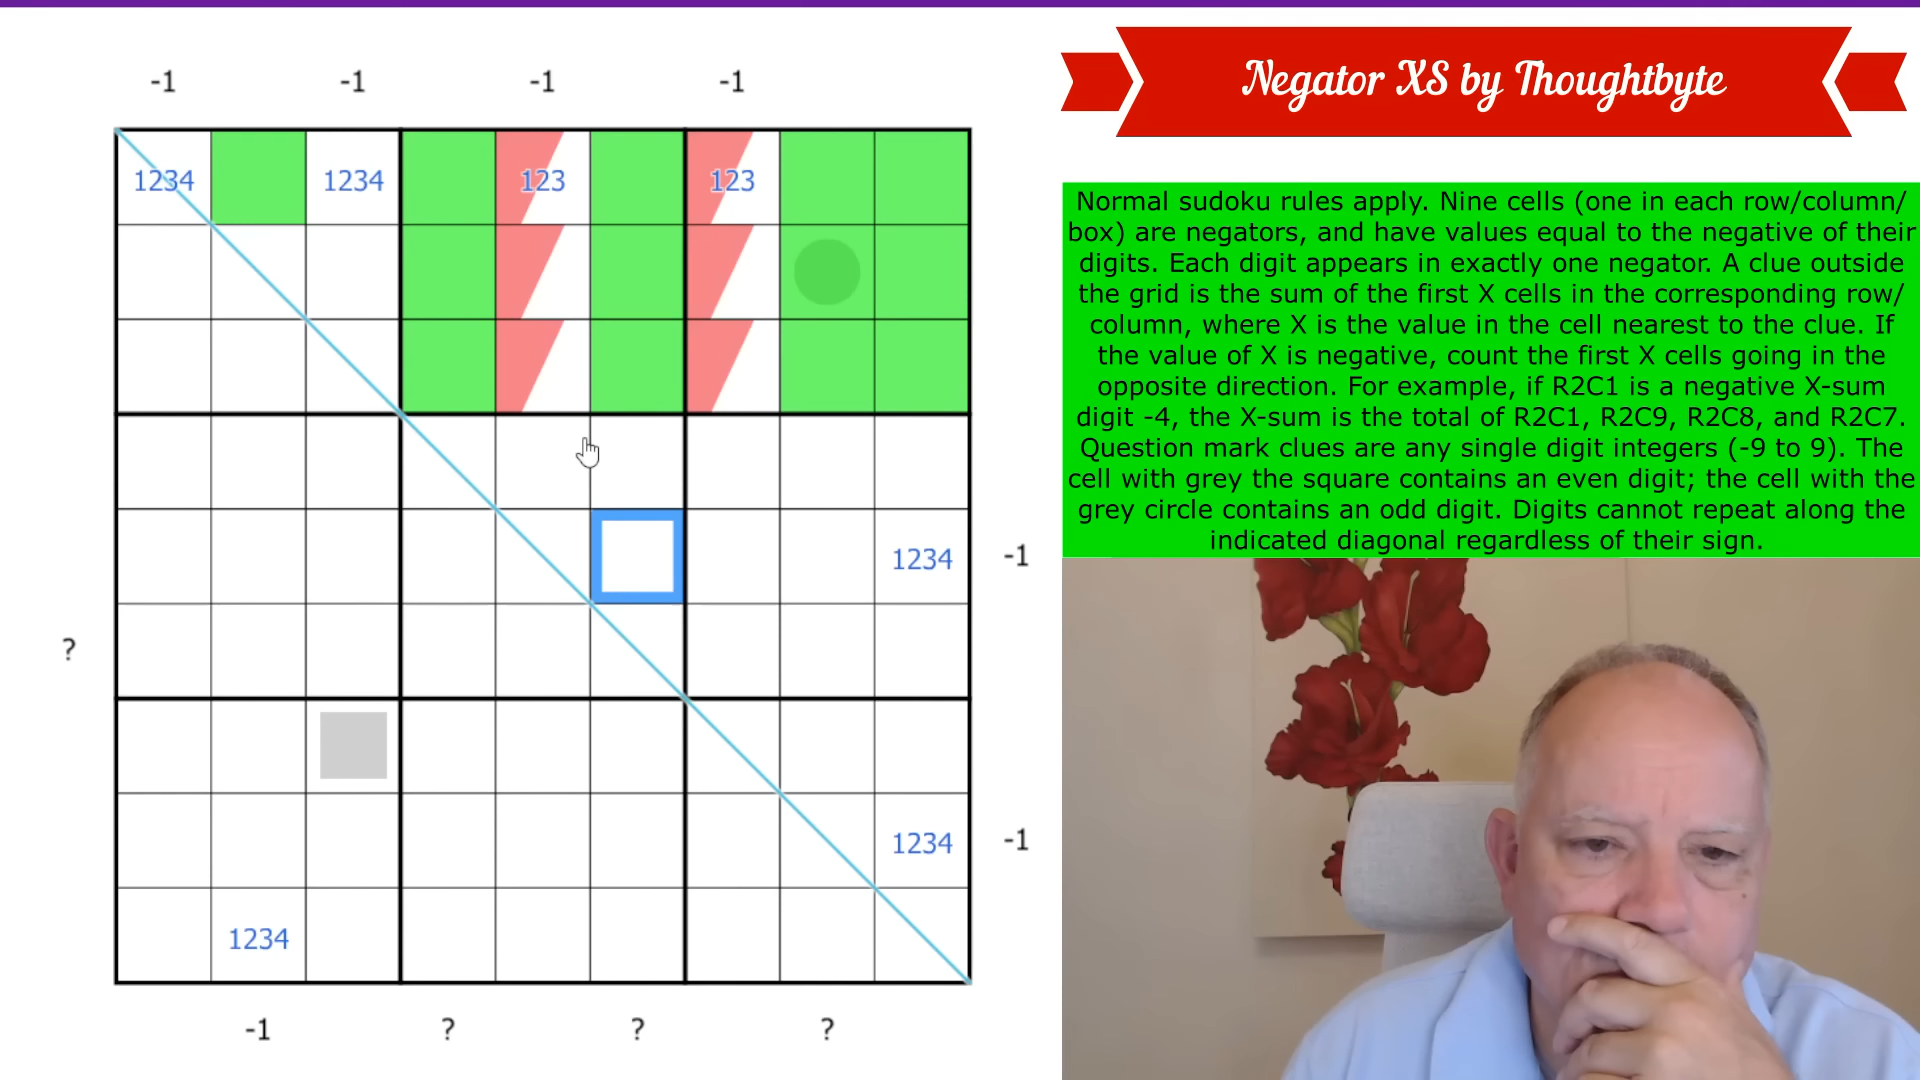 Negator XS by Thoughtbyte
-1 -1 -1 -1
1234 1234 123 123
Normal sudoku rules apply. Nine cells (one in each row/column/
box) are negators, and have values equal to the negative of their
digits. Each digit appears in exactly one negator. A clue outside
the grid is the sum of the first X cells in the corresponding row/
column, where X is the value in the cell nearest to the clue. If
the value of X is negative, count the first X cells going in the
opposite direction. For example, if R2C1 is a negative X-sum
digit -4, the X-sum is the total of R2C1, R2C9, R2C8, and R2C7.
Question mark clues are any single digit integers (-9 to 9). The
cell with grey the square contains an even digit; the cell with the
grey circle contains an odd digit. Digits cannot repeat along the
indicated diagonal regardless of their sign.
1234 -1
?
1234 -1
1234
-1 ? ? ?